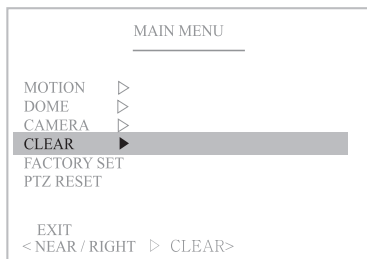 MAIN MENU
MOTION ▷
DOME ▷
CAMERA ▷
CLEAR ▶
FACTORY SET
PTZ RESET
EXIT
< NEAR / RIGHT ▷ CLEAR>